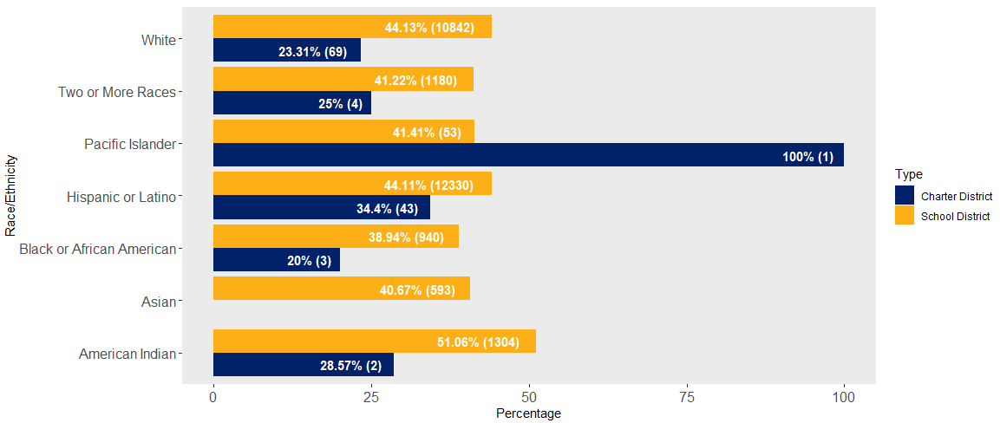 Race/Ethnicity
White
44.13% (10842)
23.31% (69)
Two or More Races
41.22% (1180)
25% (4)
Pacific Islander
41.41% (53)
100% (1)
Hispanic or Latino
44.11% (12330)
34.4% (43)
Black or African American
38.94% (940)
20% (3)
Asian
40.67% (593)
American Indian
51.06% (1304)
28.57% (2)
0
25
50
75
100
Percentage
Type
Charter District
School District